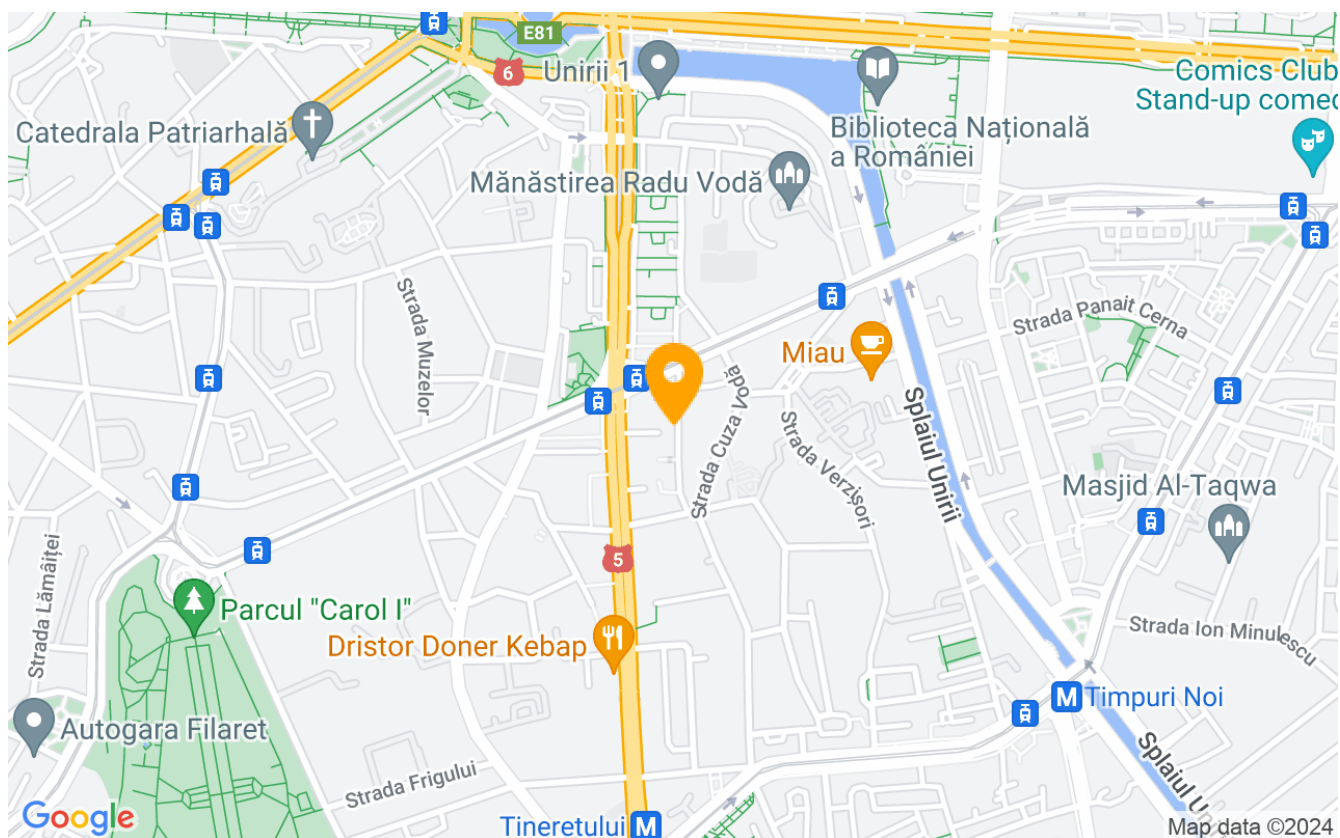 E81
6
Unirii 1
Comics Club
Stand-up comed
Catedrala Patriarhală
Biblioteca Națională
a României
Mănăstirea Radu Vodă
Strada Muzelor
Strada Panait Cerna
Miau
Strada Cuza Vodă
Strada Verzișori
Splaiul Unirii
Masjid Al-Taqwa
5
Strada Lămâiței
Parcul "Carol I"
Dristor Doner Kebap
Strada Ion Minulescu
M Timpuri Noi
Autogara Filaret
Splaiul U
Strada Frigului
Google
Tineretului M
Map data ©2024